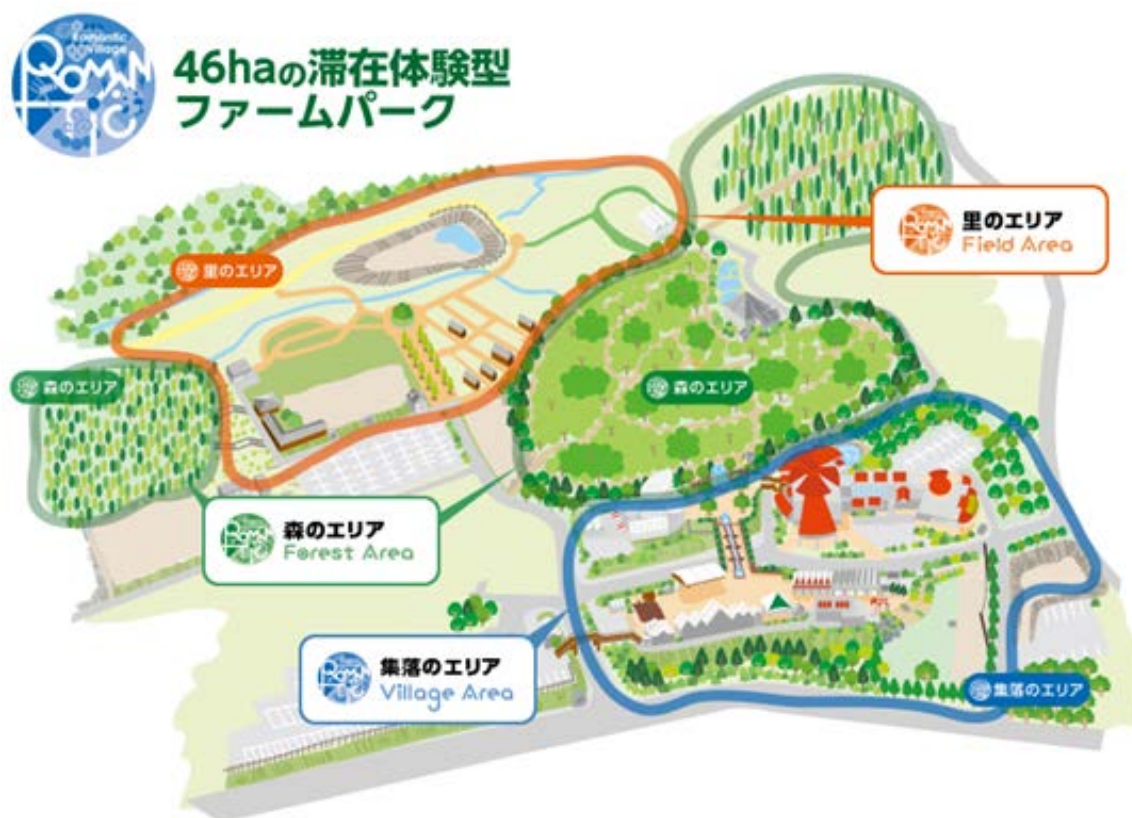 Romantic
Village
ROMANTIC
46haの滞在体験型
ファームパーク
里のエリア
Field Area
里のエリア
森のエリア
森のエリア
森のエリア
Forest Area
集落のエリア
Village Area
集落のエリア